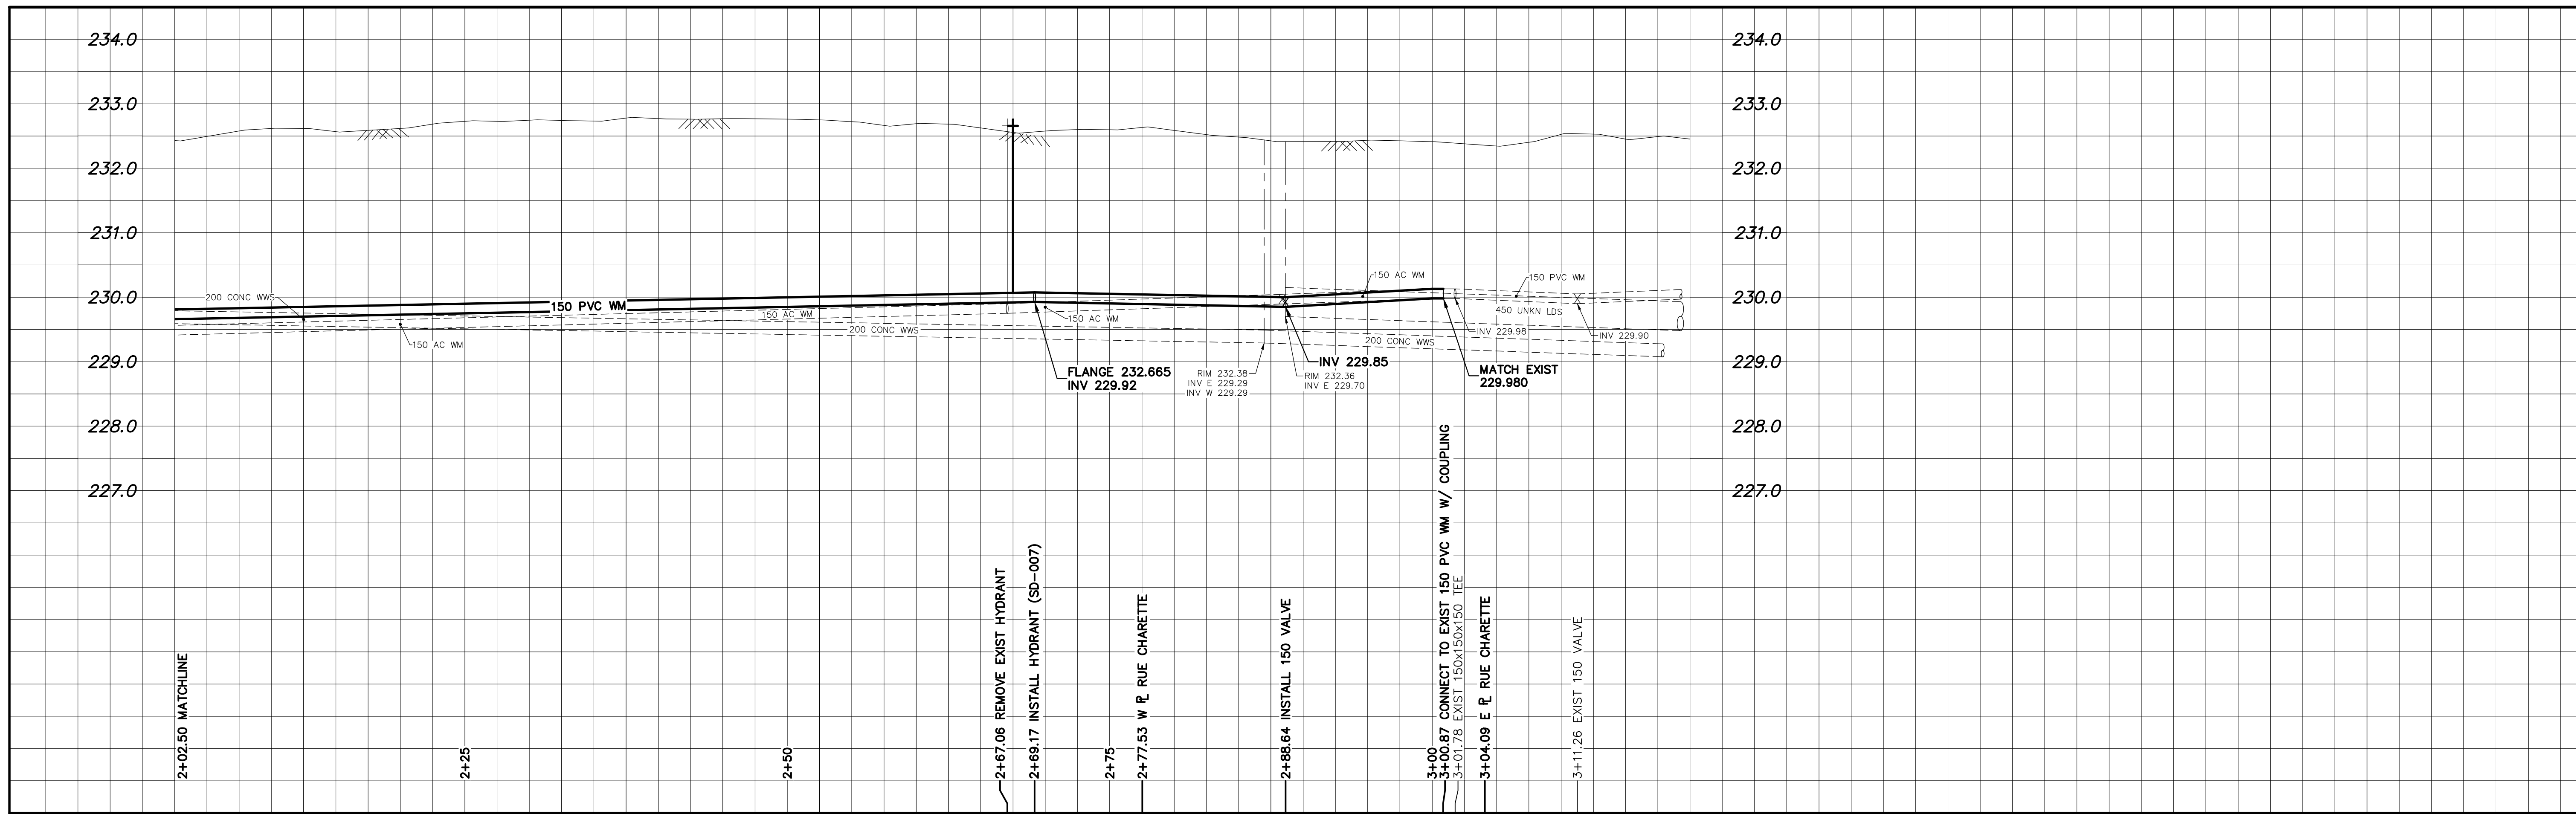 234.0
234.0
233.0
233.0
232.0
232.0
231.0
231.0
230.0
230.0
229.0
229.0
228.0
228.0
227.0
227.0
200 CONC WWS
150 PVC WM
150 AC WM
150 AC WM
200 CONC WWS
150 AC WM
FLANGE 232.665
INV 229.92
RIM 232.38
INV E 229.29
INV W 229.29
INV 229.85
RIM 232.36
INV E 229.70
150 AC WM
200 CONC WWS
150 PVC WM
450 UNKN LDS
INV 229.98
INV 229.90
MATCH EXIST
229.980
2+02.50 MATCHLINE
2+25
2+50
2+67.06 REMOVE EXIST HYDRANT
2+69.17 INSTALL HYDRANT (SD-007)
2+75
2+77.53 W PL RUE CHARETTE
2+88.64 INSTALL 150 VALVE
3+00
3+00.87 CONNECT TO EXIST 150 PVC WM W/ COUPLING
3+01.78 EXIST 150x150x150 TEE
3+04.09 E PL RUE CHARETTE
3+11.26 EXIST 150 VALVE